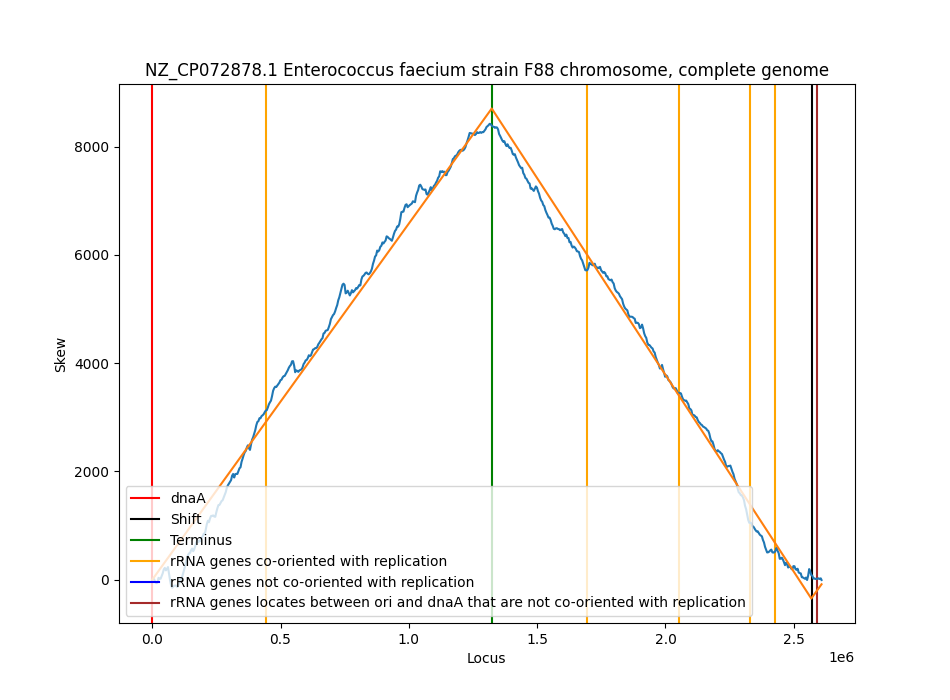 NZ_CP072878.1 Enterococcus faecium strain F88 chromosome, complete genome
Skew
8000
6000
4000
2000
0
dnaA
Shift
Terminus
rRNA genes co-oriented with replication
rRNA genes not co-oriented with replication
rRNA genes locates between ori and dnaA that are not co-oriented with replication
0.0 0.5 1.0 1.5 2.0 2.5
1e6
Locus